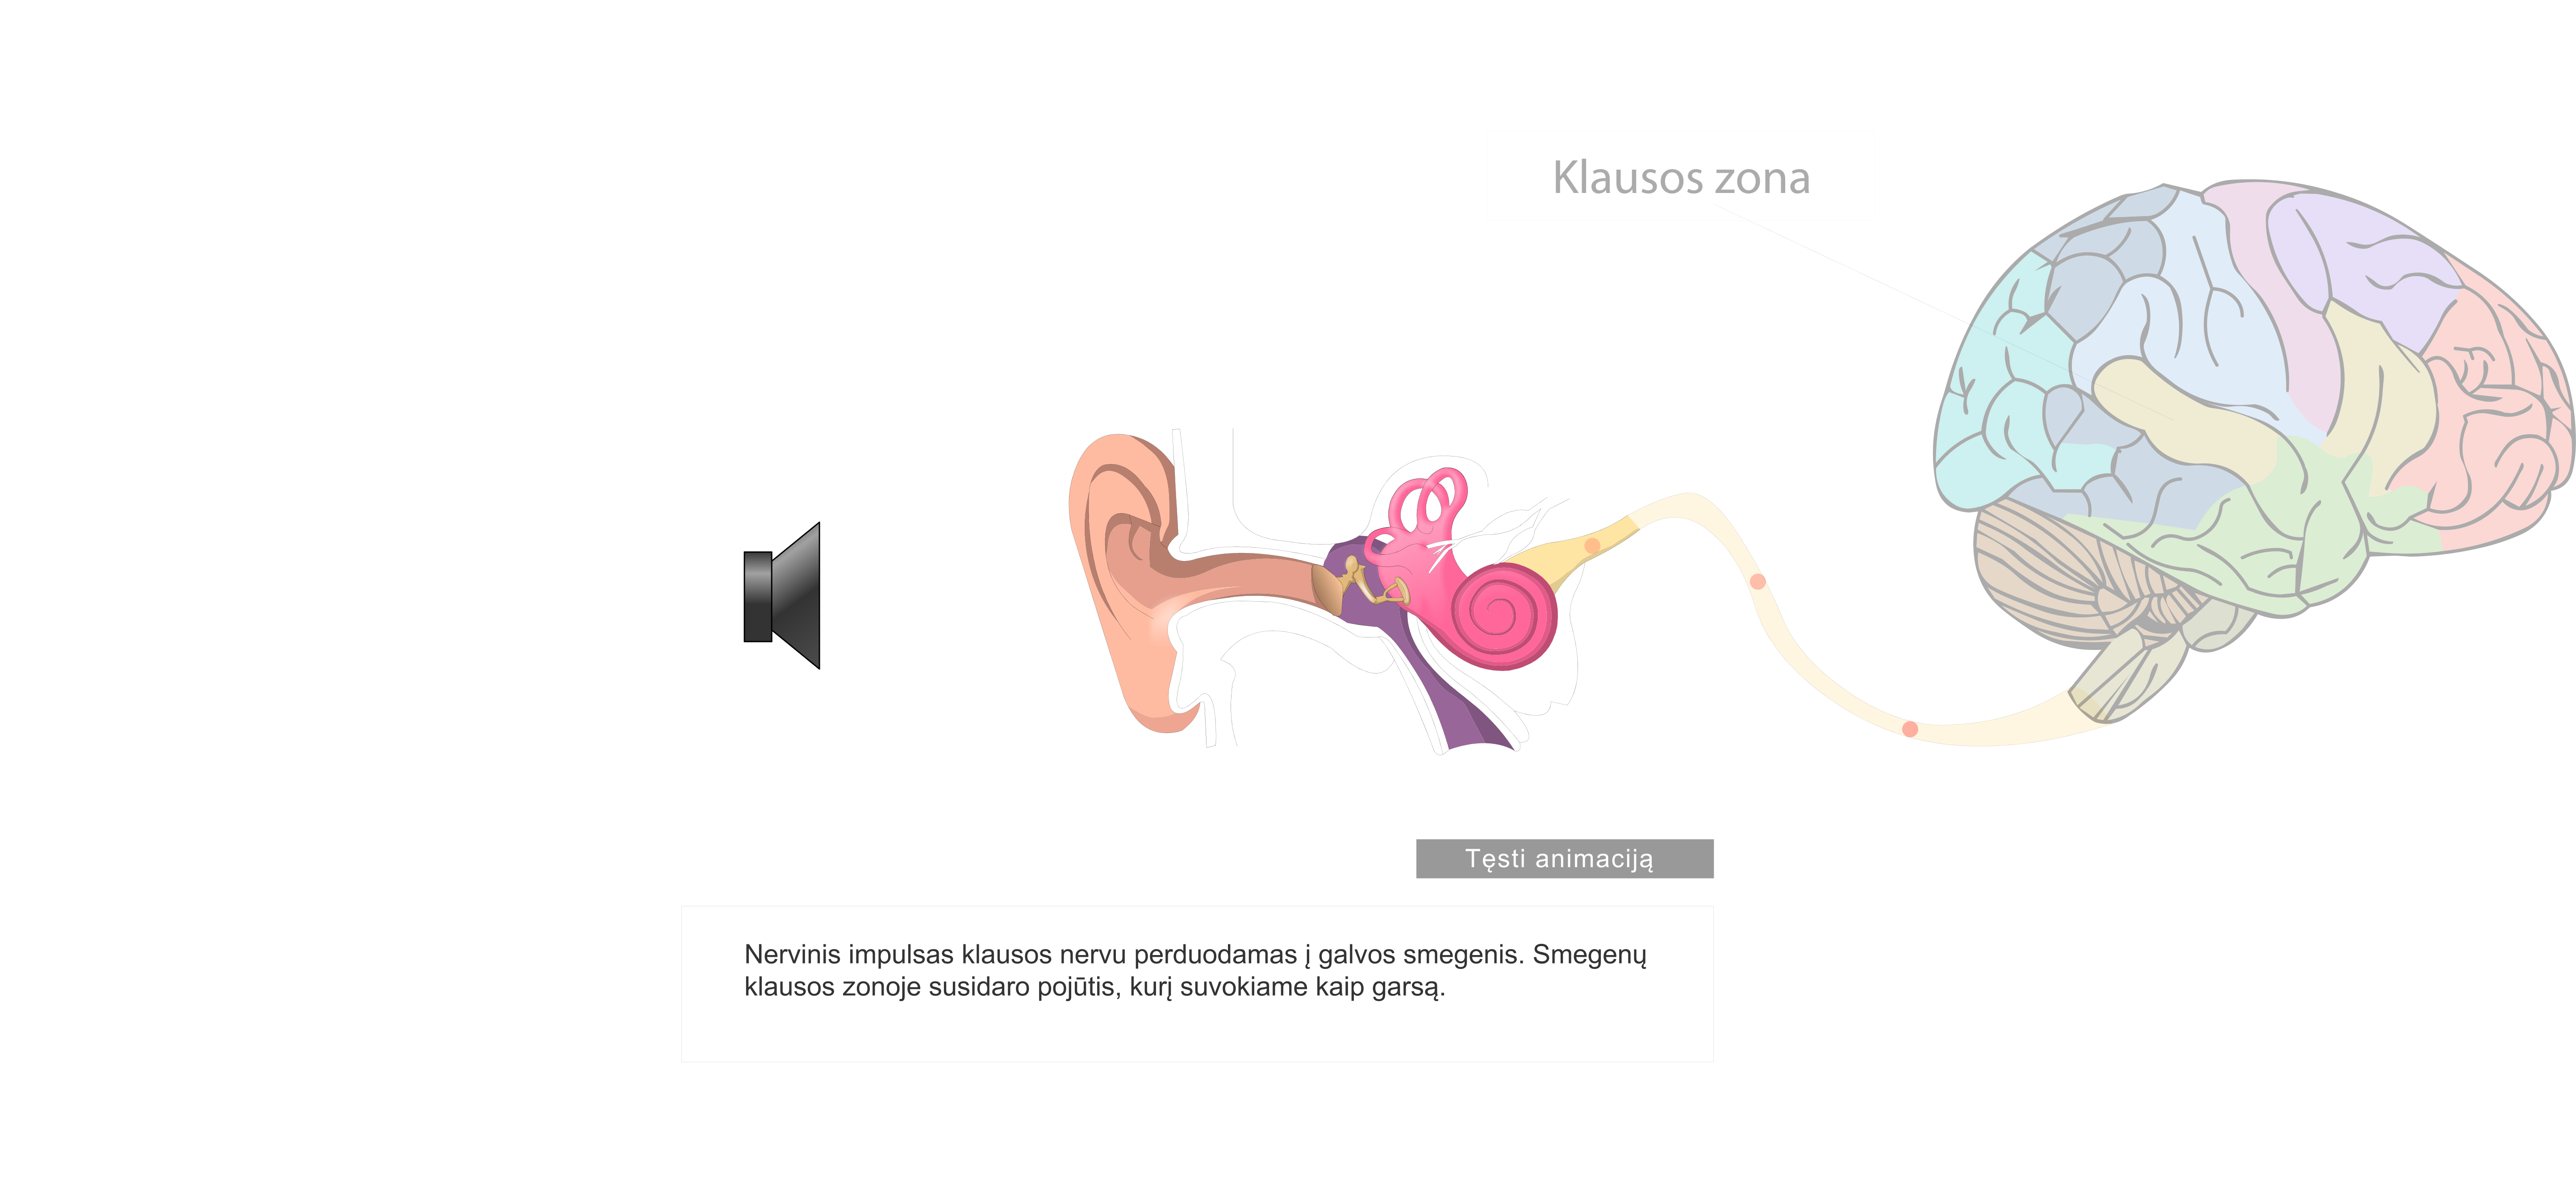 Klausos zona
Tęsti animaciją
Nervinis impulsas klausos nervu perduodamas į galvos smegenis. Smegenų
klausos zonoje susidaro pojūtis, kurį suvokiame kaip garsą.